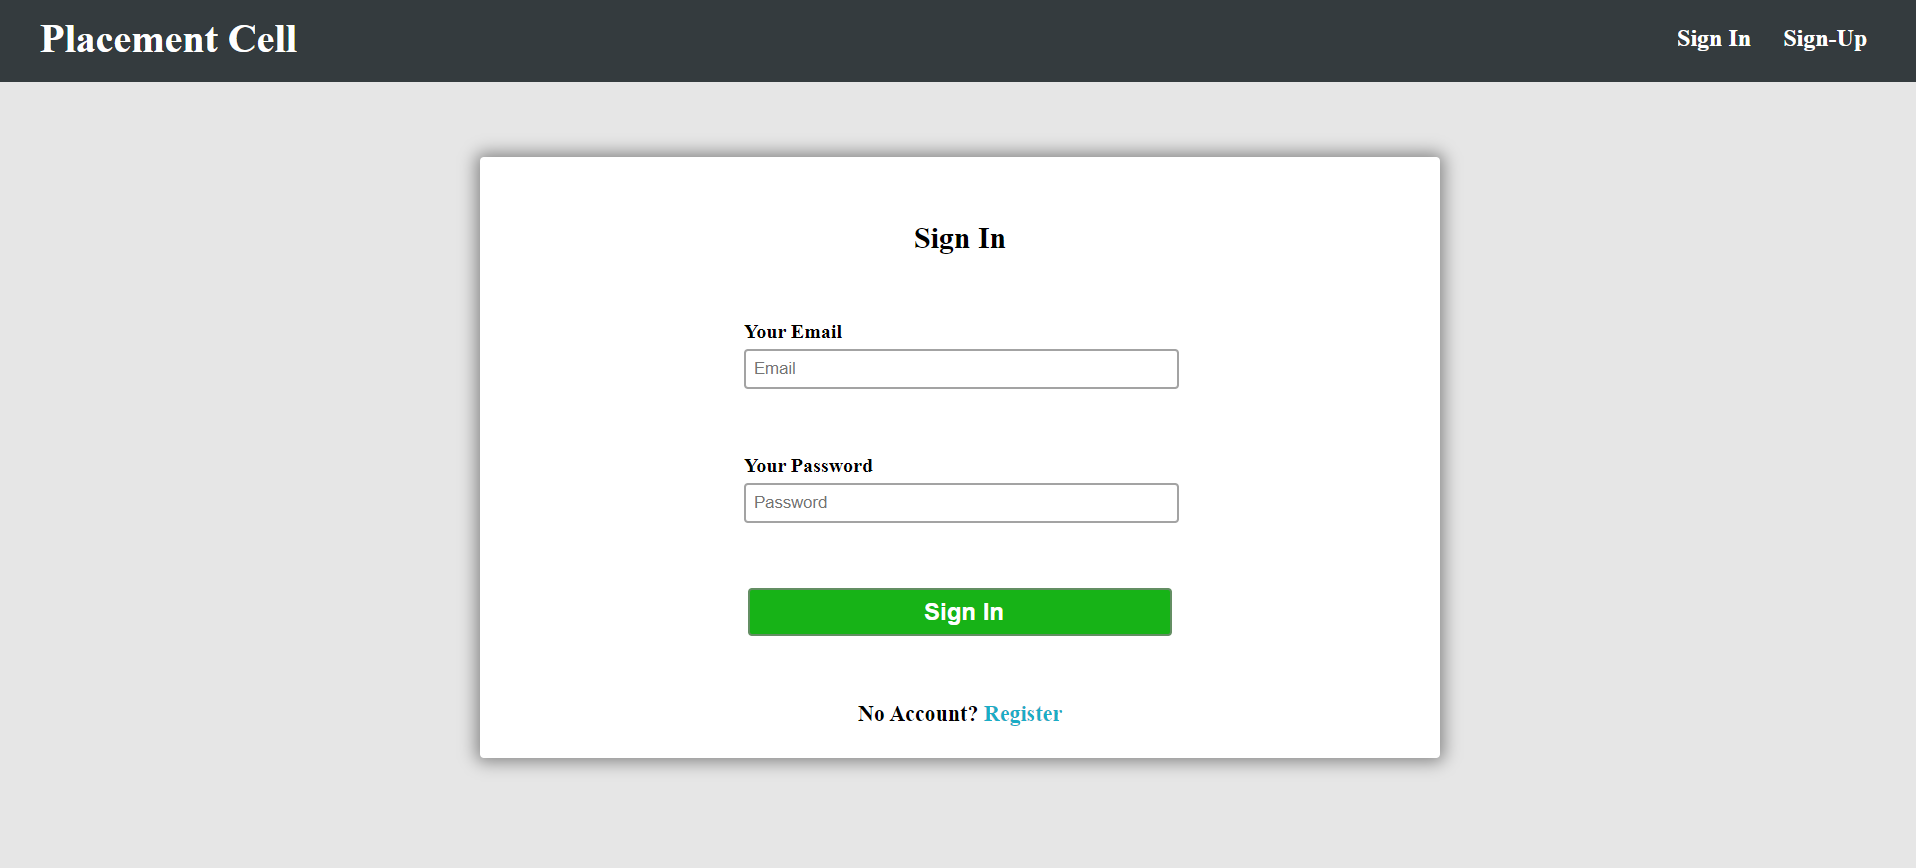 Placement Cell
Sign In Sign-Up
Sign In
Your Email
Email
Your Password
Password
Sign In
No Account? Register